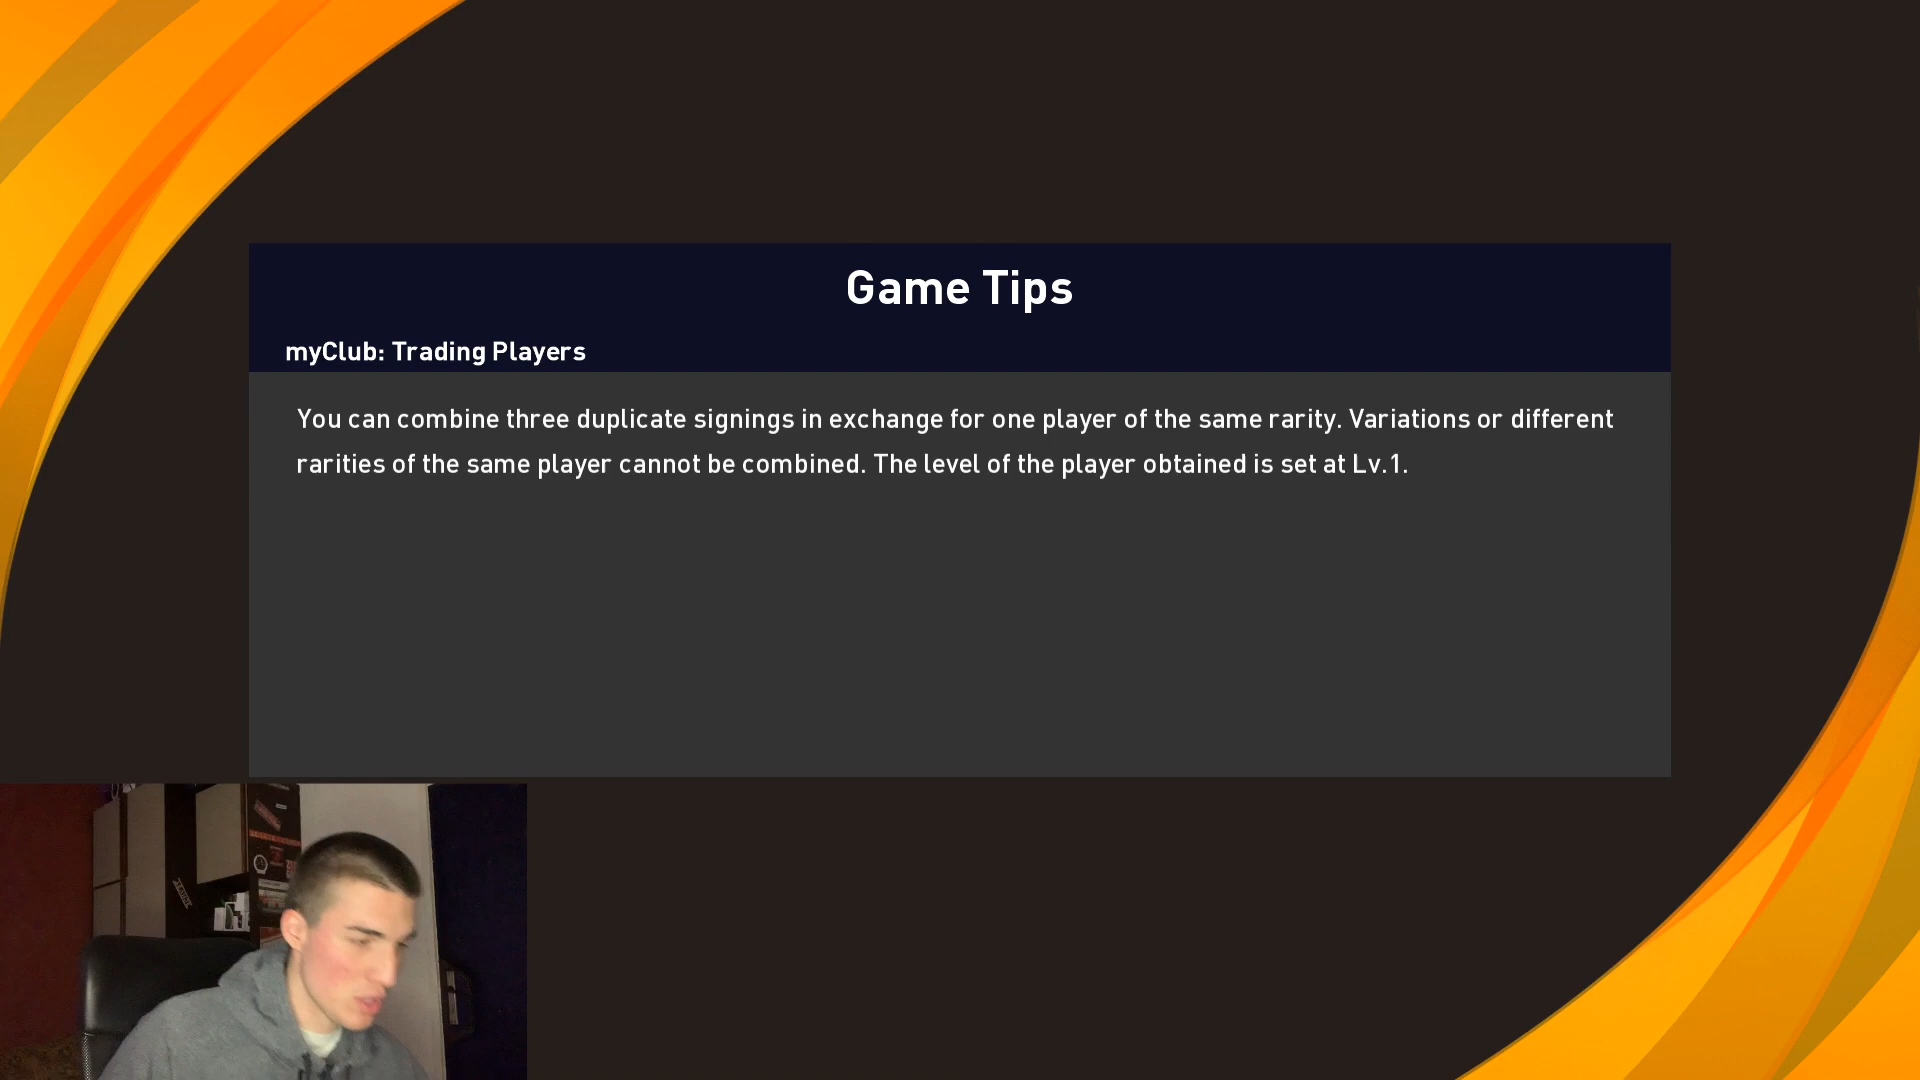 Game Tips
myClub: Trading Players
You can combine three duplicate signings in exchange for one player of the same rarity. Variations or different
rarities of the same player cannot be combined. The level of the player obtained is set at Lv.1.